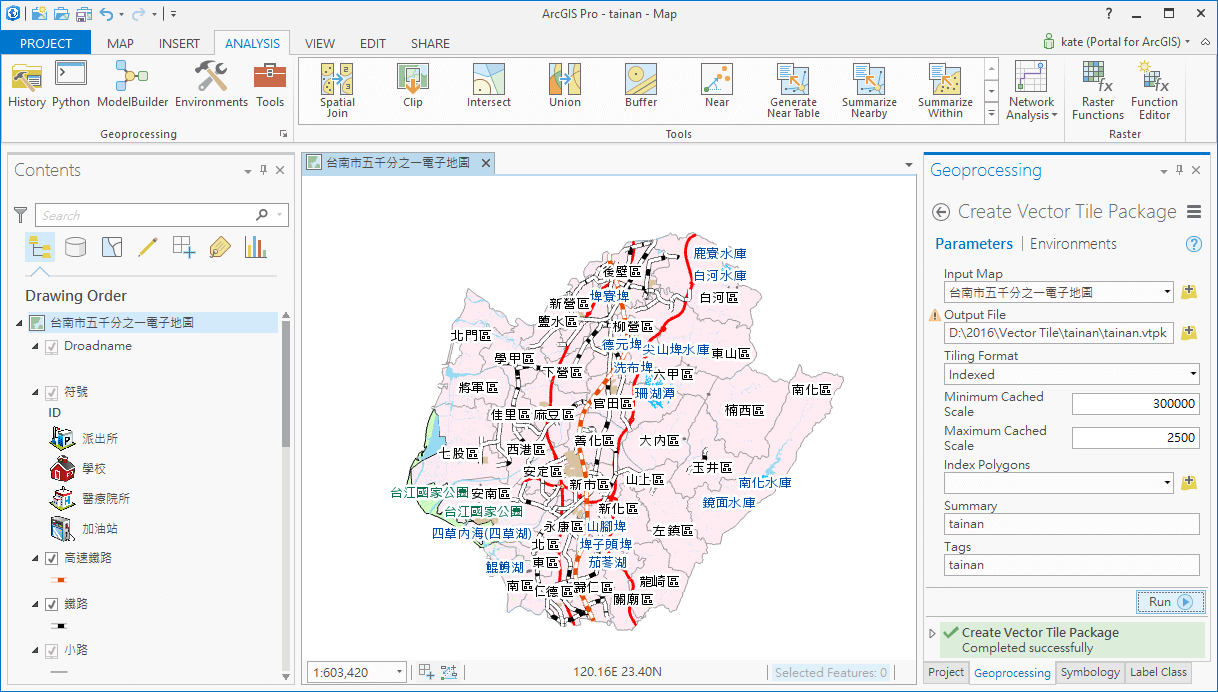 ArcGIS Pro - tainan - Map
?
PROJECT
MAP
INSERT
ANALYSIS
VIEW
EDIT
SHARE
kate (Portal for ArcGIS)
History
Python
ModelBuilder
Environments
Tools
Geoprocessing
Spatial
Join
Clip
Intersect
Union
Buffer
Near
Generate
Near Table
Summarize
Nearby
Summarize
Within
Tools
Network
Analysis
Raster
Functions
Function
Editor
Raster
Contents
Search
Drawing Order
台南市五千分之一電子地圖
Droadname
符號
ID
派出所
學校
醫療院所
加油站
高速鐵路
鐵路
小路
台南市五千分之一電子地圖
鹿寮水庫
後壁區
白河水庫
新營區
埤寮埤
白河區
鹽水區
柳營區
北門區
德元埤
尖山埤水庫
東山區
學甲區
下營區
洗布埤
六甲區
將軍區
珊湖潭
南化區
佳里區
麻豆區
官田區
楠西區
善化區
大內區
七股區
西港區
安定區
玉井區
新市區
山上區
南化水庫
台江國家公園
安南區
鏡面水庫
台江國家公園
新化區
四草內海(四草湖)
永康區
山腳埤
左鎮區
北區
埤子頭埤
鯤鯓湖
東區
茄苳湖
南區
仁德區
歸仁區
龍崎區
關廟區
1:603,420
120.16E 23.40N
Selected Features: 0
Geoprocessing
Create Vector Tile Package
Parameters
Environments
?
Input Map
台南市五千分之一電子地圖
Output File
D:\2016\Vector Tile\tainan\tainan.vtpk
Tiling Format
Indexed
Minimum Cached
Scale
300000
Maximum Cached
Scale
2500
Index Polygons
Summary
tainan
Tags
tainan
Run
Create Vector Tile Package
Completed successfully
Project
Geoprocessing
Symbology
Label Class